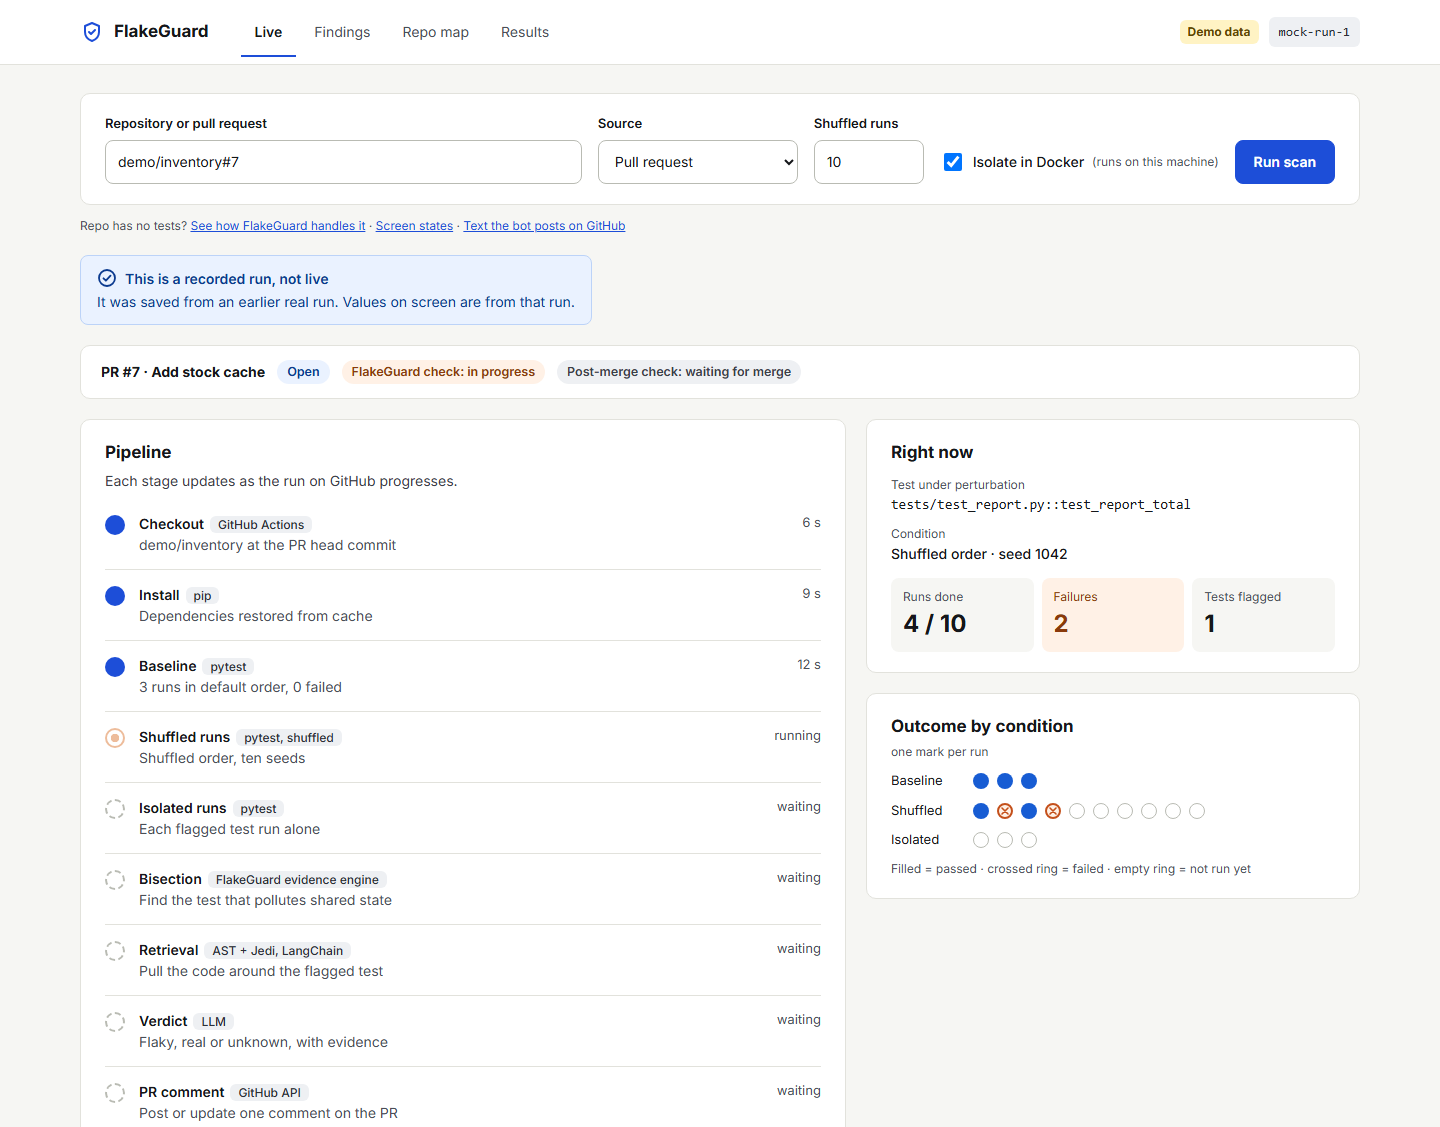 FlakeGuard
Live
Findings
Repo map
Results
Demo data
mock-run-1
Repository or pull request
Source
Shuffled runs
demo/inventory#7
Pull request
10
Isolate in Docker (runs on this machine)
Run scan
Repo has no tests? See how FlakeGuard handles it · Screen states · Text the bot posts on GitHub
This is a recorded run, not live
It was saved from an earlier real run. Values on screen are from that run.
PR #7 · Add stock cache
Open
FlakeGuard check: in progress
Post-merge check: waiting for merge
Pipeline
Each stage updates as the run on GitHub progresses.
Checkout GitHub Actions
6 s
demo/inventory at the PR head commit
Install pip
9 s
Dependencies restored from cache
Baseline pytest
12 s
3 runs in default order, 0 failed
Shuffled runs pytest, shuffled
running
Shuffled order, ten seeds
Isolated runs pytest
waiting
Each flagged test run alone
Bisection FlakeGuard evidence engine
waiting
Find the test that pollutes shared state
Retrieval AST + Jedi, LangChain
waiting
Pull the code around the flagged test
Verdict LLM
waiting
Flaky, real or unknown, with evidence
PR comment GitHub API
waiting
Post or update one comment on the PR
Right now
Test under perturbation
tests/test_report.py::test_report_total
Condition
Shuffled order · seed 1042
Runs done
4 / 10
Failures
2
Tests flagged
1
Outcome by condition
one mark per run
Baseline
Shuffled
Isolated
Filled = passed · crossed ring = failed · empty ring = not run yet